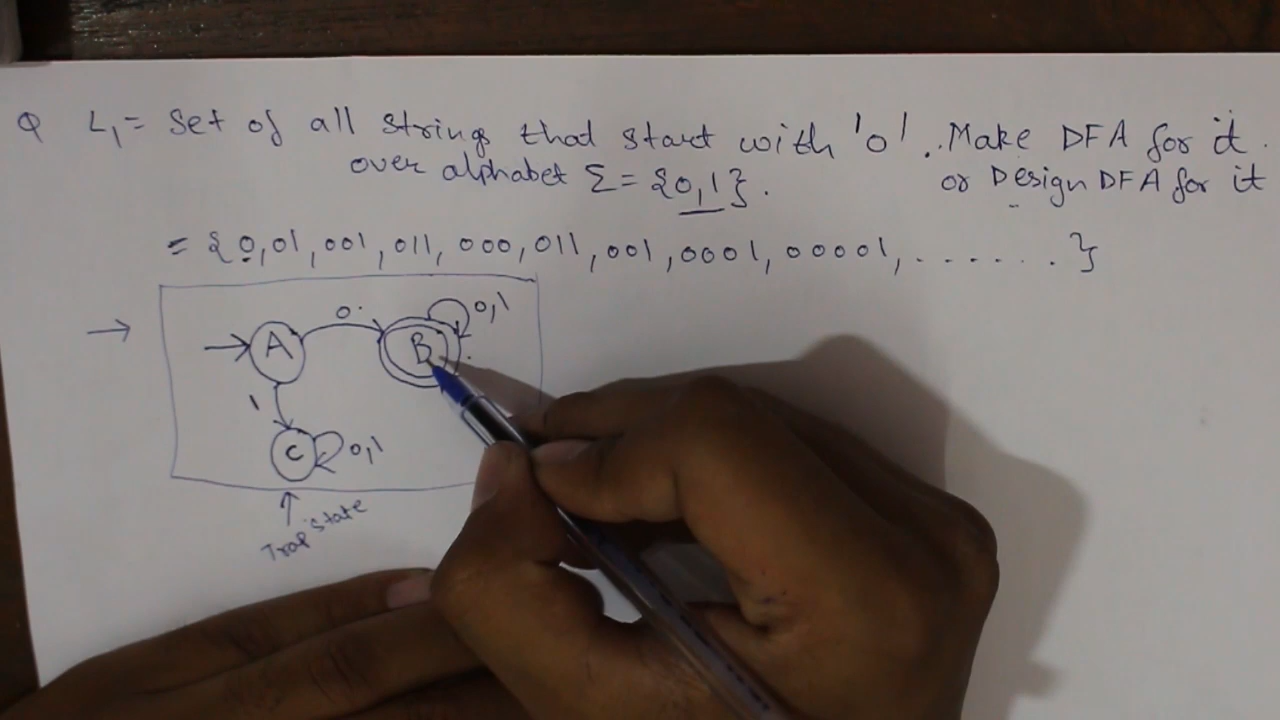 Q L₁ = Set of all strings that start with '0'. Make DFA for it.
over alphabet Σ = {0,1}. or Design DFA for it
= {0,01,001,011,000,011,001,0001,00001,.......}
→
0
0,1
A
B
1
C
0,1
Trap State